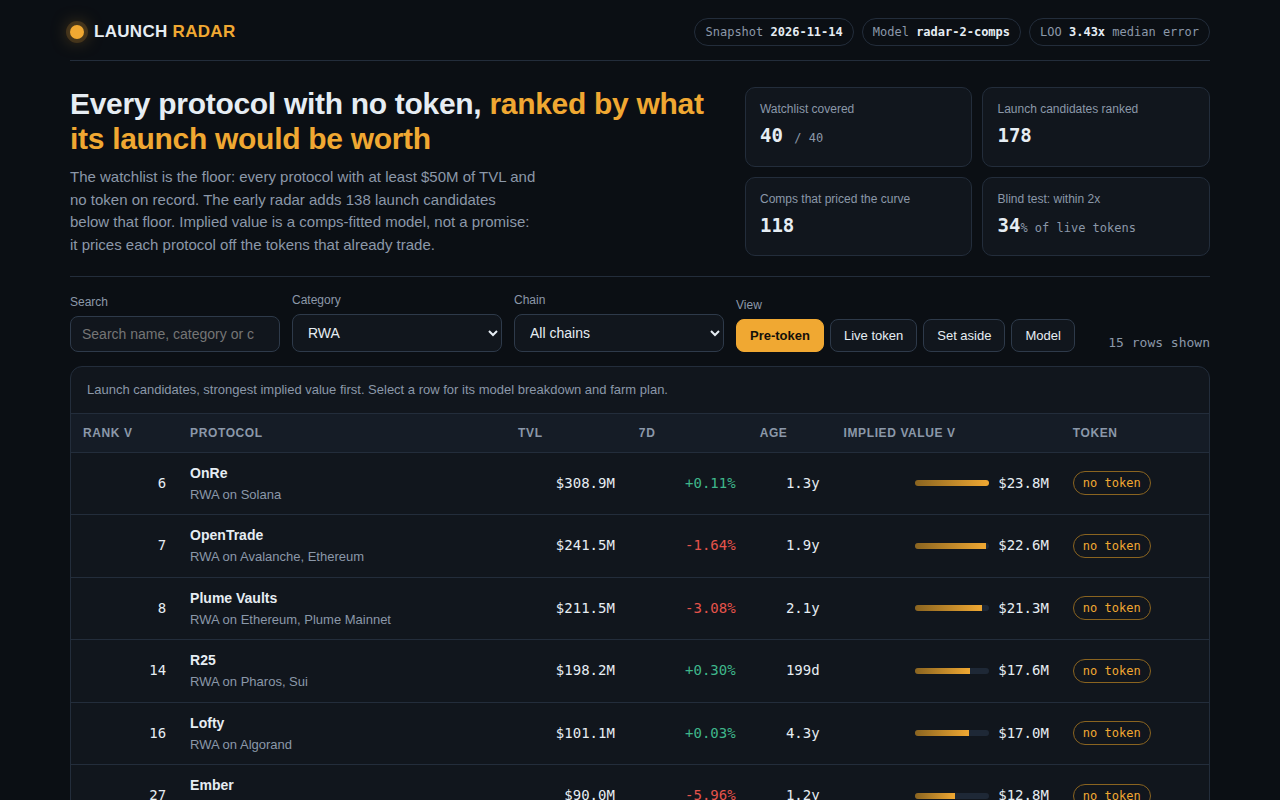 LAUNCH RADAR
Snapshot 2026-11-14
Model radar-2-comps
LOO 3.43x median error
Every protocol with no token, ranked by what
its launch would be worth
The watchlist is the floor: every protocol with at least $50M of TVL and
no token on record. The early radar adds 138 launch candidates
below that floor. Implied value is a comps-fitted model, not a promise:
it prices each protocol off the tokens that already trade.
Watchlist covered
40 / 40
Launch candidates ranked
178
Comps that priced the curve
118
Blind test: within 2x
34% of live tokens
Search
Search name, category or c
Category
RWA
Chain
All chains
View
Pre-token
Live token
Set aside
Model
15 rows shown
Launch candidates, strongest implied value first. Select a row for its model breakdown and farm plan.
RANK V PROTOCOL TVL 7D AGE IMPLIED VALUE V TOKEN
6 OnRe $308.9M +0.11% 1.3y $23.8M no token
RWA on Solana
7 OpenTrade $241.5M -1.64% 1.9y $22.6M no token
RWA on Avalanche, Ethereum
8 Plume Vaults $211.5M -3.08% 2.1y $21.3M no token
RWA on Ethereum, Plume Mainnet
14 R25 $198.2M +0.30% 199d $17.6M no token
RWA on Pharos, Sui
16 Lofty $101.1M +0.03% 4.3y $17.0M no token
RWA on Algorand
27 Ember $90.0M -5.96% 1.2y $12.8M no token